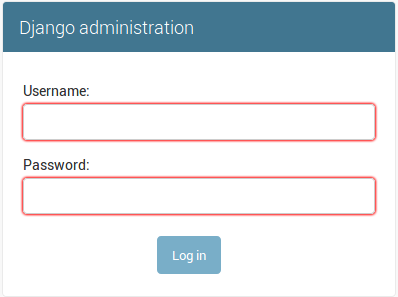 Django administration
Username:
Password:
Log in